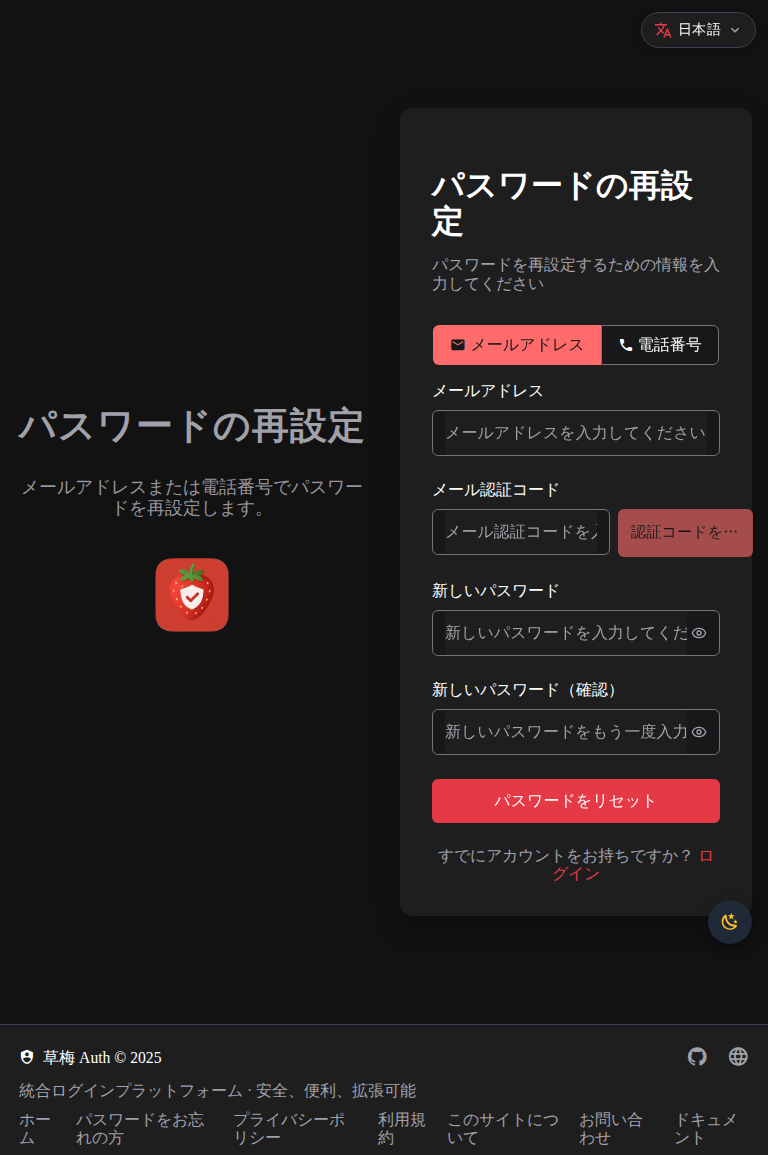 日本語
パスワードの再設定
メールアドレスまたは電話番号でパスワー
ドを再設定します。
パスワードの再設
定
パスワードを再設定するための情報を入
力してください
メールアドレス
電話番号
メールアドレス
メールアドレスを入力してください
メール認証コード
メール認証コードを入
認証コードを…
新しいパスワード
新しいパスワードを入力してくだ
新しいパスワード（確認）
新しいパスワードをもう一度入力
パスワードをリセット
すでにアカウントをお持ちですか？ ロ
グイン
草梅 Auth © 2025
統合ログインプラットフォーム · 安全、便利、拡張可能
ホー
ム
パスワードをお忘
れの方
プライバシーポ
リシー
利用規
約
このサイトにつ
いて
お問い合
わせ
ドキュメ
ント